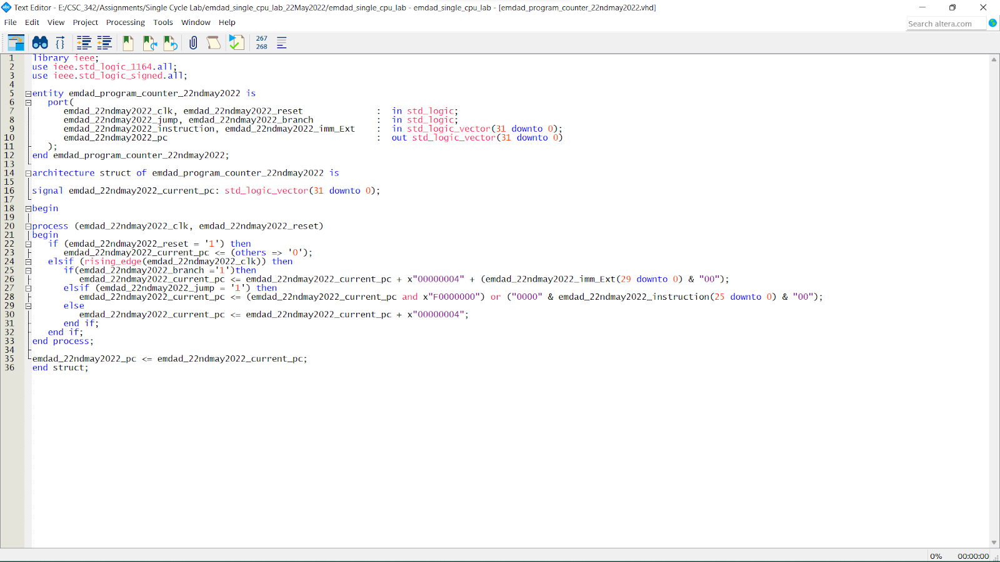 Text Editor - E:/CSC_342/Assignments/Single Cycle Lab/emdad_single_cpu_lab_22May2022/emdad_single_cpu_lab - emdad_single_cpu_lab - [emdad_program_counter_22ndmay2022.vhd]
File Edit View Project Processing Tools Window Help
Search altera.com
267
268
1 library ieee;
2 use ieee.std_logic_1164.all;
3 use ieee.std_logic_signed.all;
4
5 entity emdad_program_counter_22ndmay2022 is
6 port(
7 emdad_22ndmay2022_clk, emdad_22ndmay2022_reset : in std_logic;
8 emdad_22ndmay2022_jump, emdad_22ndmay2022_branch : in std_logic;
9 emdad_22ndmay2022_instruction, emdad_22ndmay2022_imm_Ext : in std_logic_vector(31 downto 0);
10 emdad_22ndmay2022_pc : out std_logic_vector(31 downto 0)
11 );
12 end emdad_program_counter_22ndmay2022;
13
14 architecture struct of emdad_program_counter_22ndmay2022 is
15
16 signal emdad_22ndmay2022_current_pc: std_logic_vector(31 downto 0);
17
18 begin
19
20 process (emdad_22ndmay2022_clk, emdad_22ndmay2022_reset)
21 begin
22 if (emdad_22ndmay2022_reset = '1') then
23 emdad_22ndmay2022_current_pc <= (others => '0');
24 elsif (rising_edge(emdad_22ndmay2022_clk)) then
25 if(emdad_22ndmay2022_branch ='1')then
26 emdad_22ndmay2022_current_pc <= emdad_22ndmay2022_current_pc + x"00000004" + (emdad_22ndmay2022_imm_Ext(29 downto 0) & "00");
27 elsif (emdad_22ndmay2022_jump = '1') then
28 emdad_22ndmay2022_current_pc <= (emdad_22ndmay2022_current_pc and x"F0000000") or ("0000" & emdad_22ndmay2022_instruction(25 downto 0) & "00");
29 else
30 emdad_22ndmay2022_current_pc <= emdad_22ndmay2022_current_pc + x"00000004";
31 end if;
32 end if;
33 end process;
34
35 emdad_22ndmay2022_pc <= emdad_22ndmay2022_current_pc;
36 end struct;
0% 00:00:00